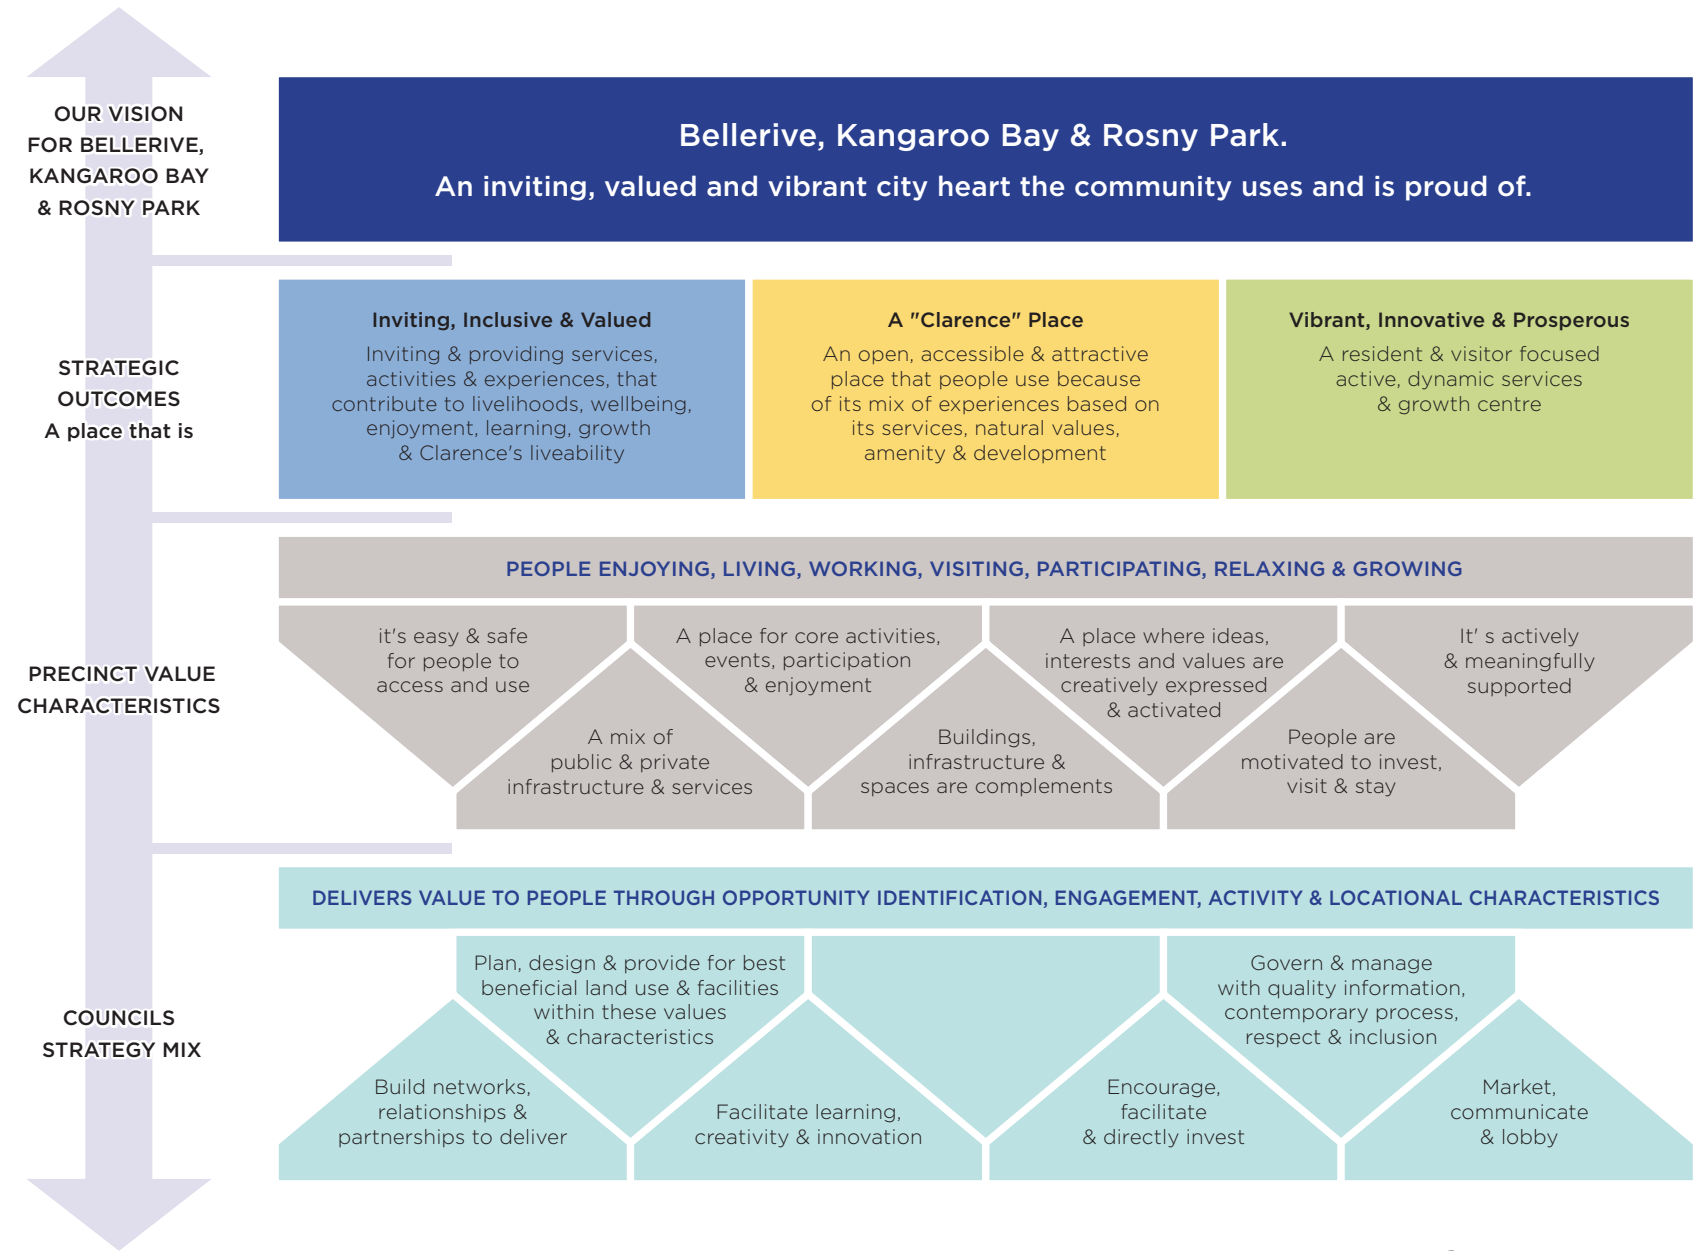 OUR VISION
FOR BELLERIVE,
KANGAROO BAY
& ROSNY PARK
Bellerive, Kangaroo Bay & Rosny Park.
An inviting, valued and vibrant city heart the community uses and is proud of.
STRATEGIC
OUTCOMES
A place that is
Inviting, Inclusive & Valued
Inviting & providing services,
activities & experiences, that
contribute to livelihoods, wellbeing,
enjoyment, learning, growth
& Clarence's liveability
A "Clarence" Place
An open, accessible & attractive
place that people use because
of its mix of experiences based on
its services, natural values,
amenity & development
Vibrant, Innovative & Prosperous
A resident & visitor focused
active, dynamic services
& growth centre
PRECINCT VALUE
CHARACTERISTICS
PEOPLE ENJOYING, LIVING, WORKING, VISITING, PARTICIPATING, RELAXING & GROWING
it's easy & safe
for people to
access and use
A place for core activities,
events, participation
& enjoyment
A place where ideas,
interests and values are
creatively expressed
& activated
It' s actively
& meaningfully
supported
A mix of
public & private
infrastructure & services
Buildings,
infrastructure &
spaces are complements
People are
motivated to invest,
visit & stay
COUNCILS
STRATEGY MIX
DELIVERS VALUE TO PEOPLE THROUGH OPPORTUNITY IDENTIFICATION, ENGAGEMENT, ACTIVITY & LOCATIONAL CHARACTERISTICS
Plan, design & provide for best
beneficial land use & facilities
within these values
& characteristics
Govern & manage
with quality information,
contemporary process,
respect & inclusion
Build networks,
relationships &
partnerships to deliver
Facilitate learning,
creativity & innovation
Encourage,
facilitate
& directly invest
Market,
communicate
& lobby